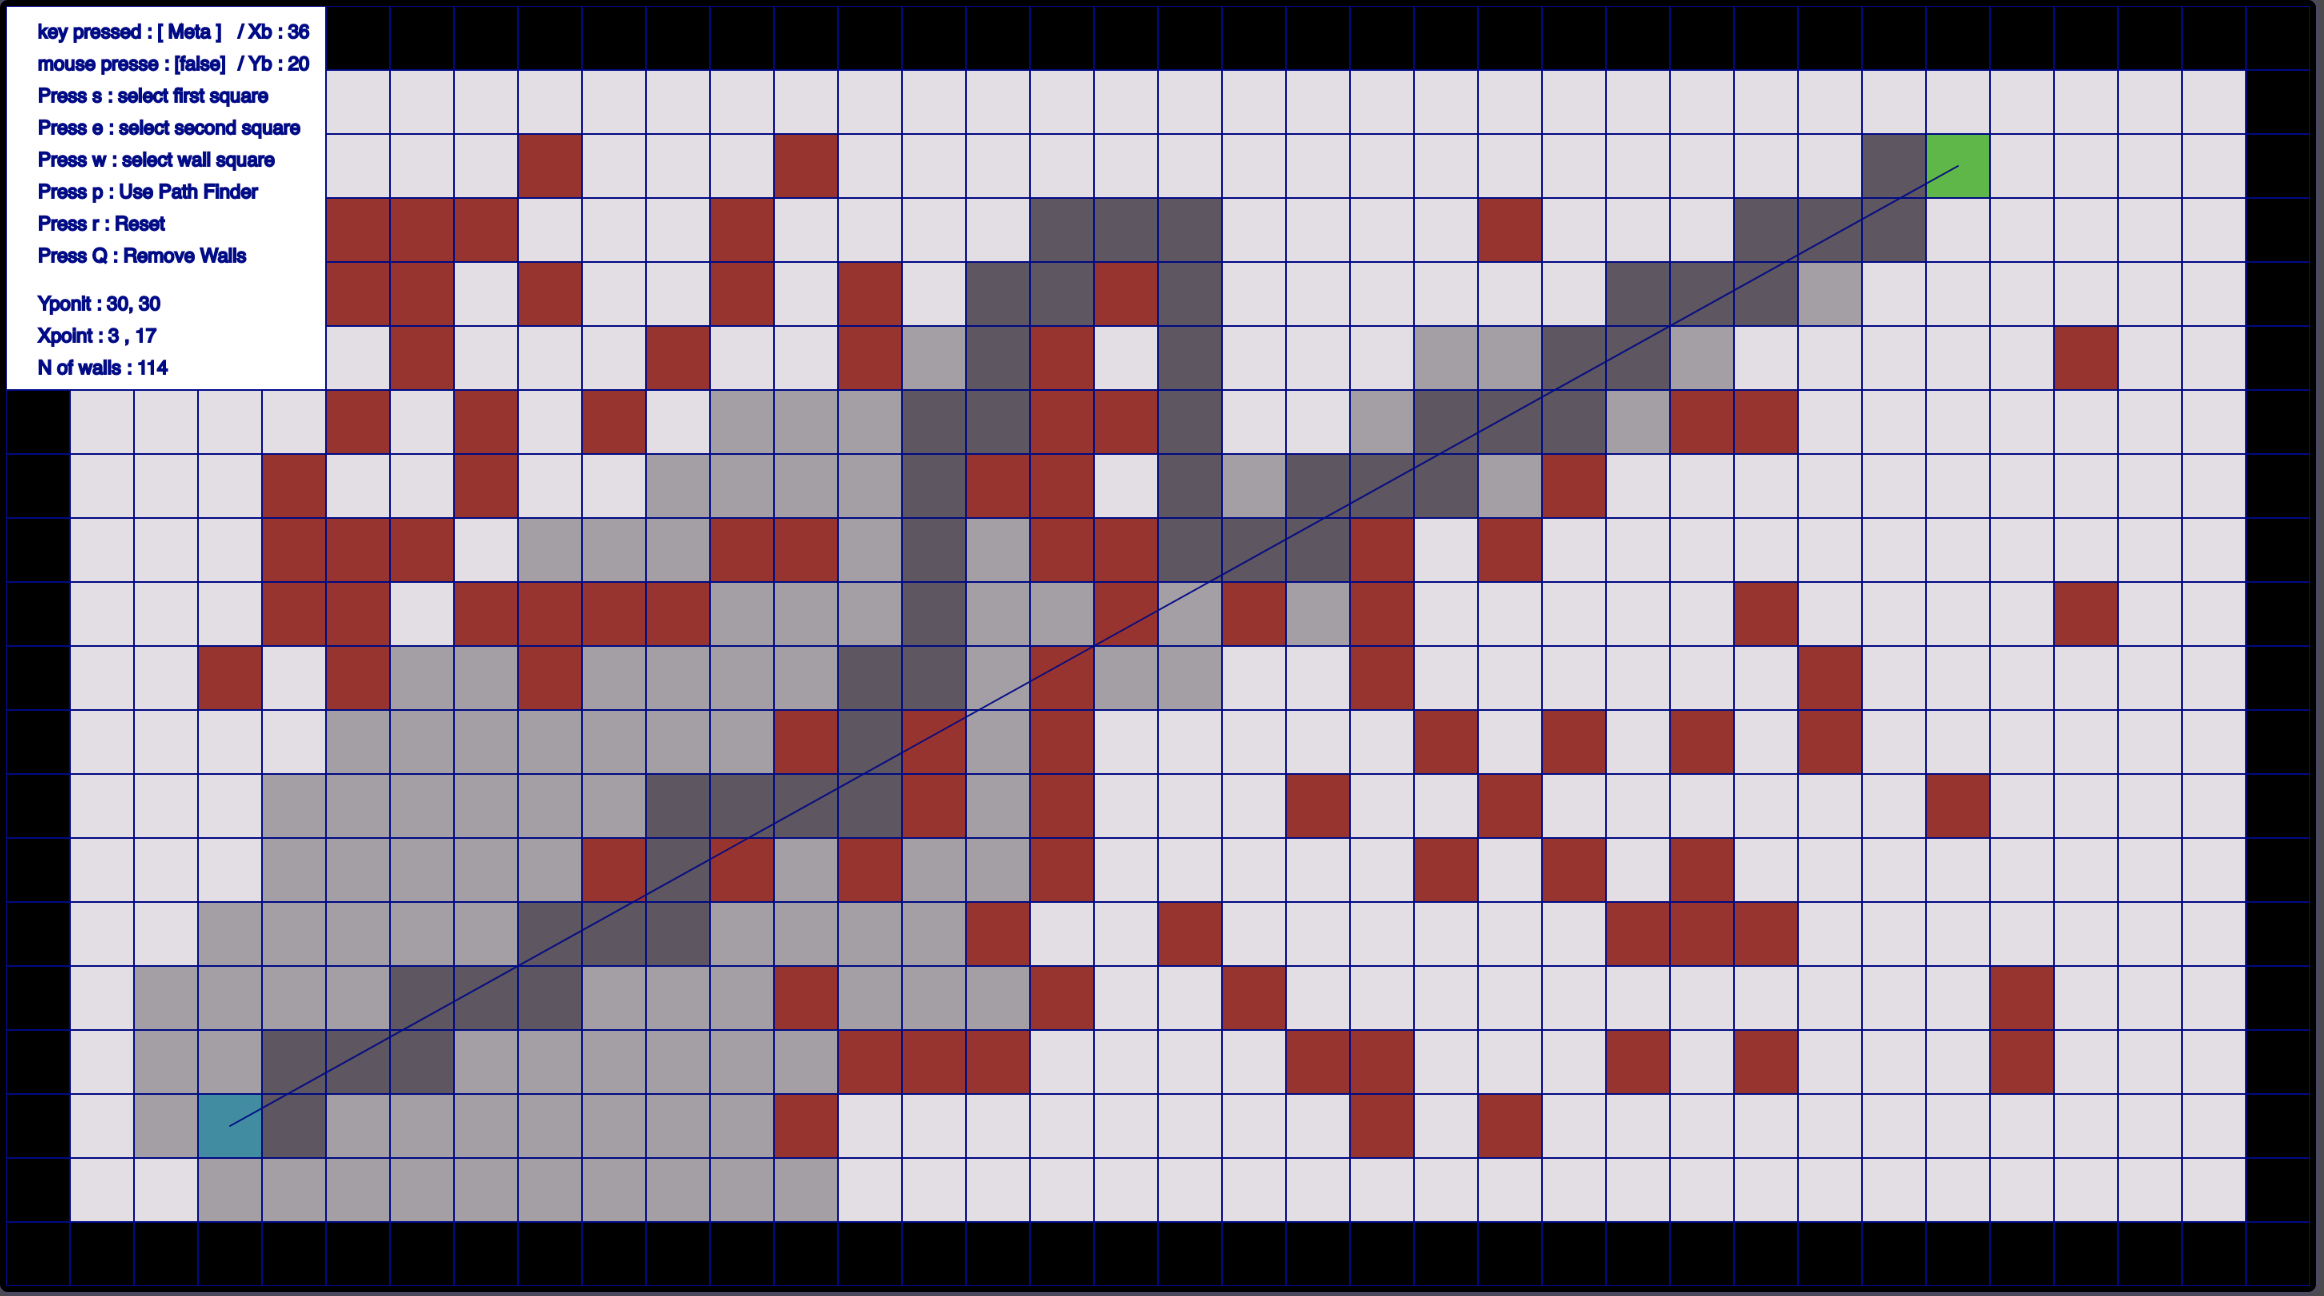 key pressed : [ Meta ] / Xb : 36
mouse presse : [false] / Yb : 20
Press s : select first square
Press e : select second square
Press w : select wall square
Press p : Use Path Finder
Press r : Reset
Press Q : Remove Walls
Yponit : 30, 30
Xpoint : 3 , 17
N of walls : 114